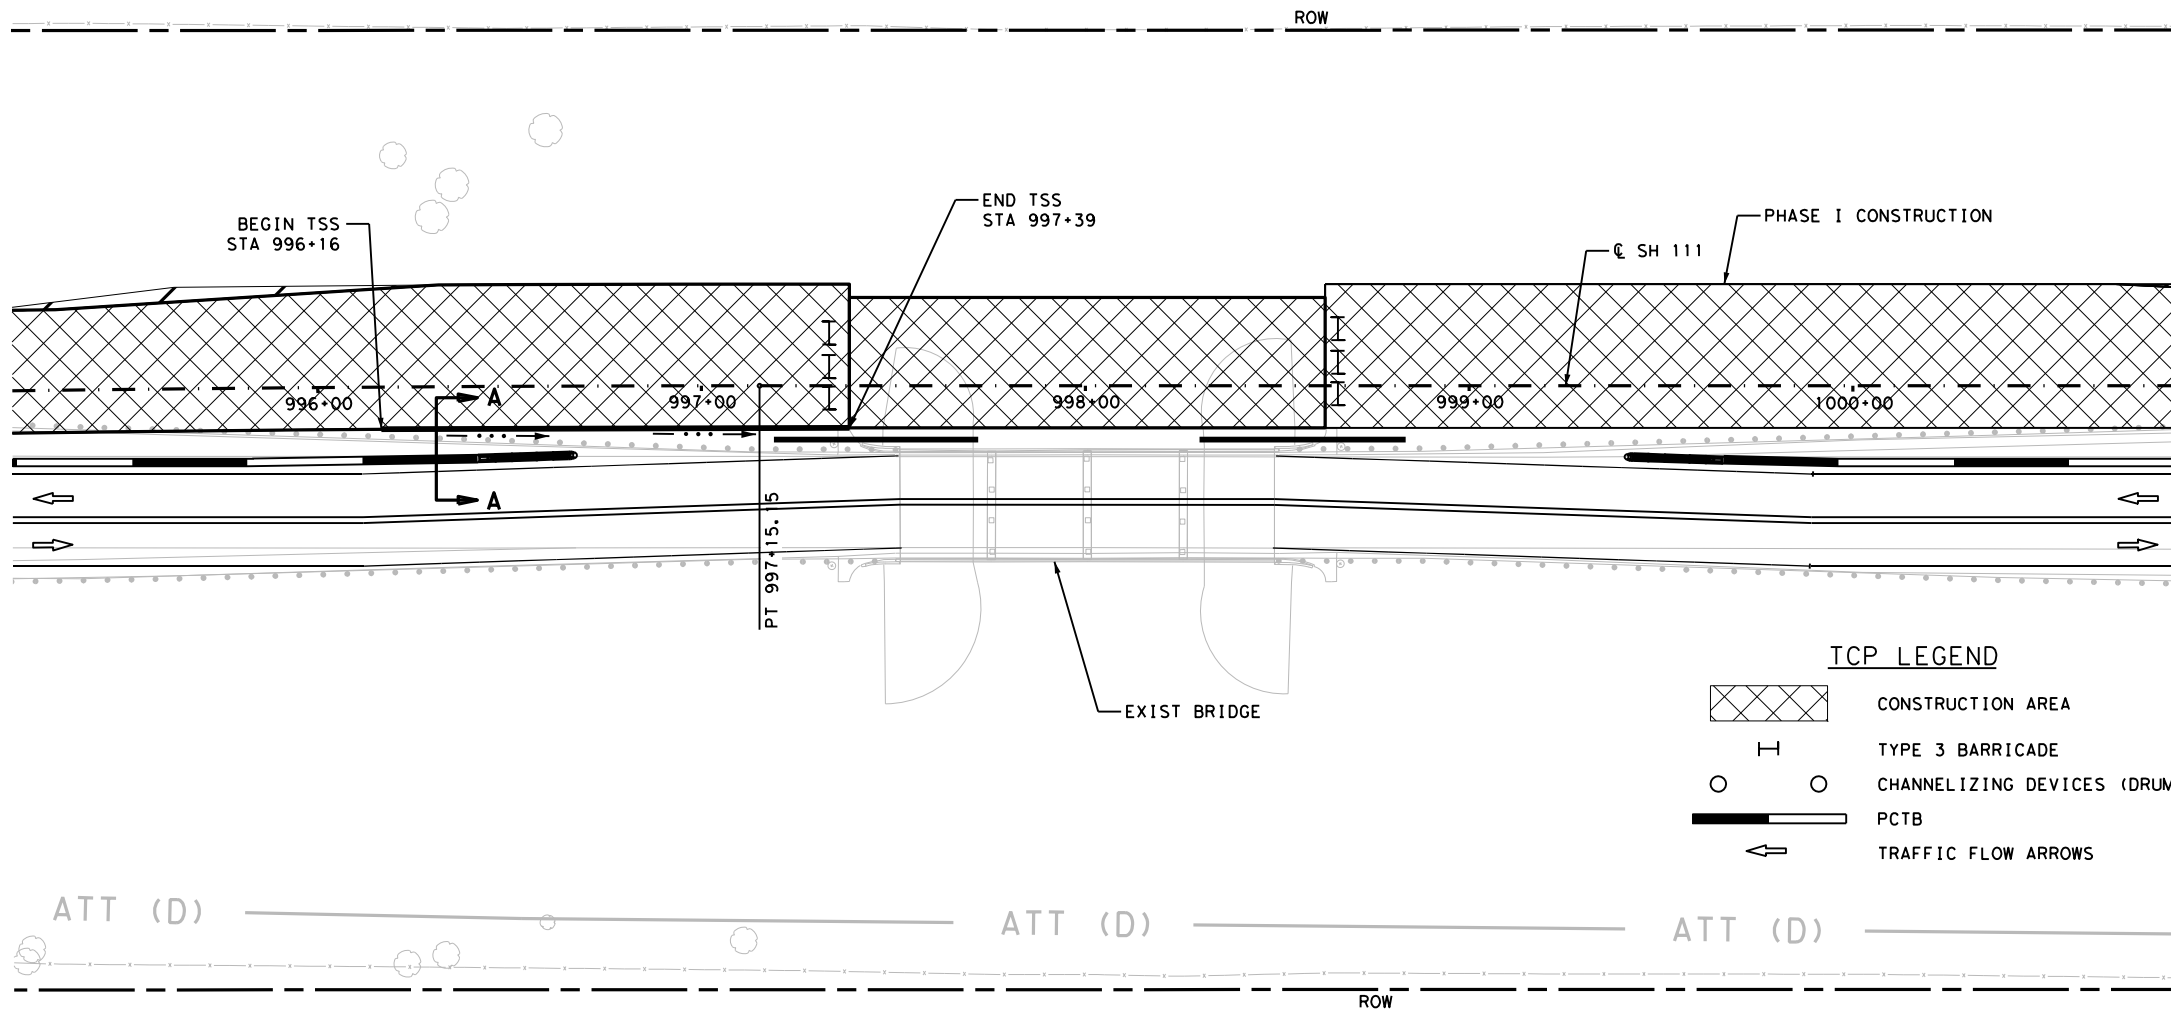 ROW
BEGIN TSS
STA 996+16
END TSS
STA 997+39
PHASE I CONSTRUCTION
℄ SH 111
996+00
997+00
998+00
999+00
1000+00
A
A
PT 997+15.15
EXIST BRIDGE
TCP LEGEND
CONSTRUCTION AREA
TYPE 3 BARRICADE
CHANNELIZING DEVICES (DRUM
PCTB
TRAFFIC FLOW ARROWS
ATT (D)
ATT (D)
ATT (D)
ROW